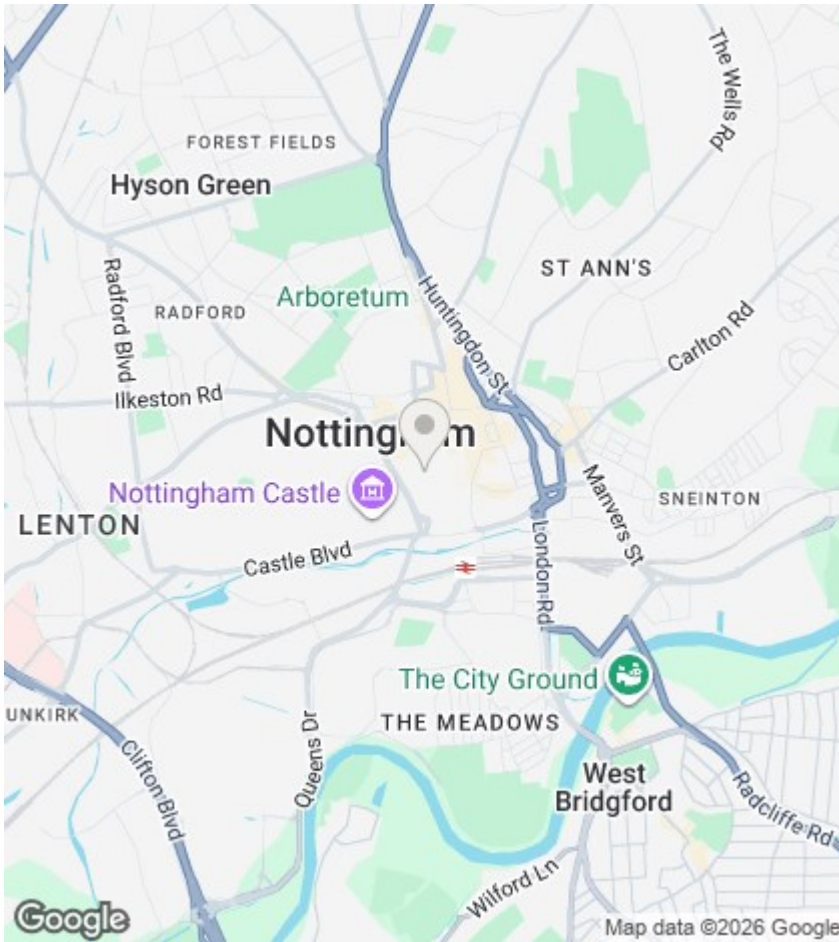 The Wells Rd
FOREST FIELDS
Hyson Green
ST ANN'S
Arboretum
Huntingdon St
RADFORD
Radford Blvd
Carlton Rd
Ilkeston Rd
Nottingham
Nottingham Castle
Manvers St
SNEINTON
LENTON
Castle Blvd
London Rd
The City Ground
UNKIRK
THE MEADOWS
Queens Dr
Clifton Blvd
West
Bridgford
Radcliffe Rd
Wilford Ln
Google
Map data ©2026 Google